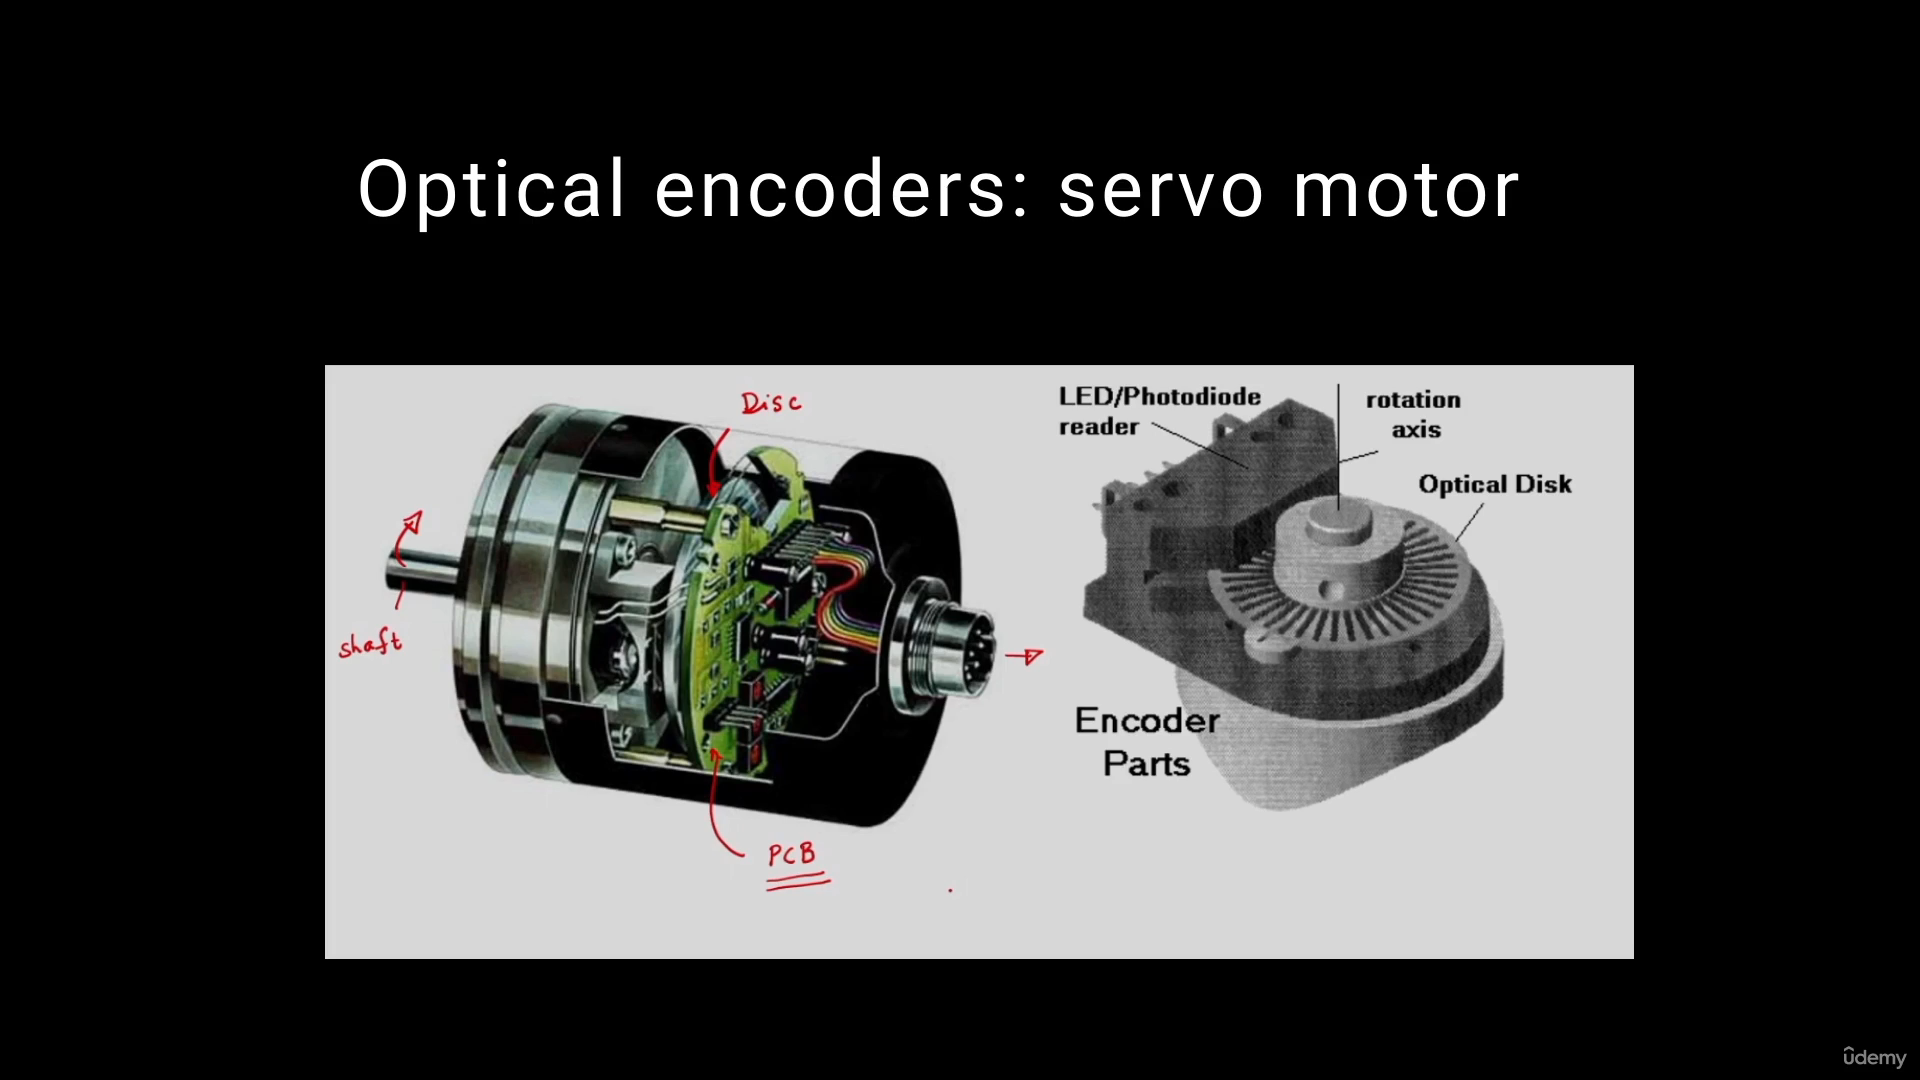 Optical encoders: servo motor
Disc
shaft
PCB
LED/Photodiode
reader
rotation
axis
Optical Disk
Encoder
Parts
ûdemy